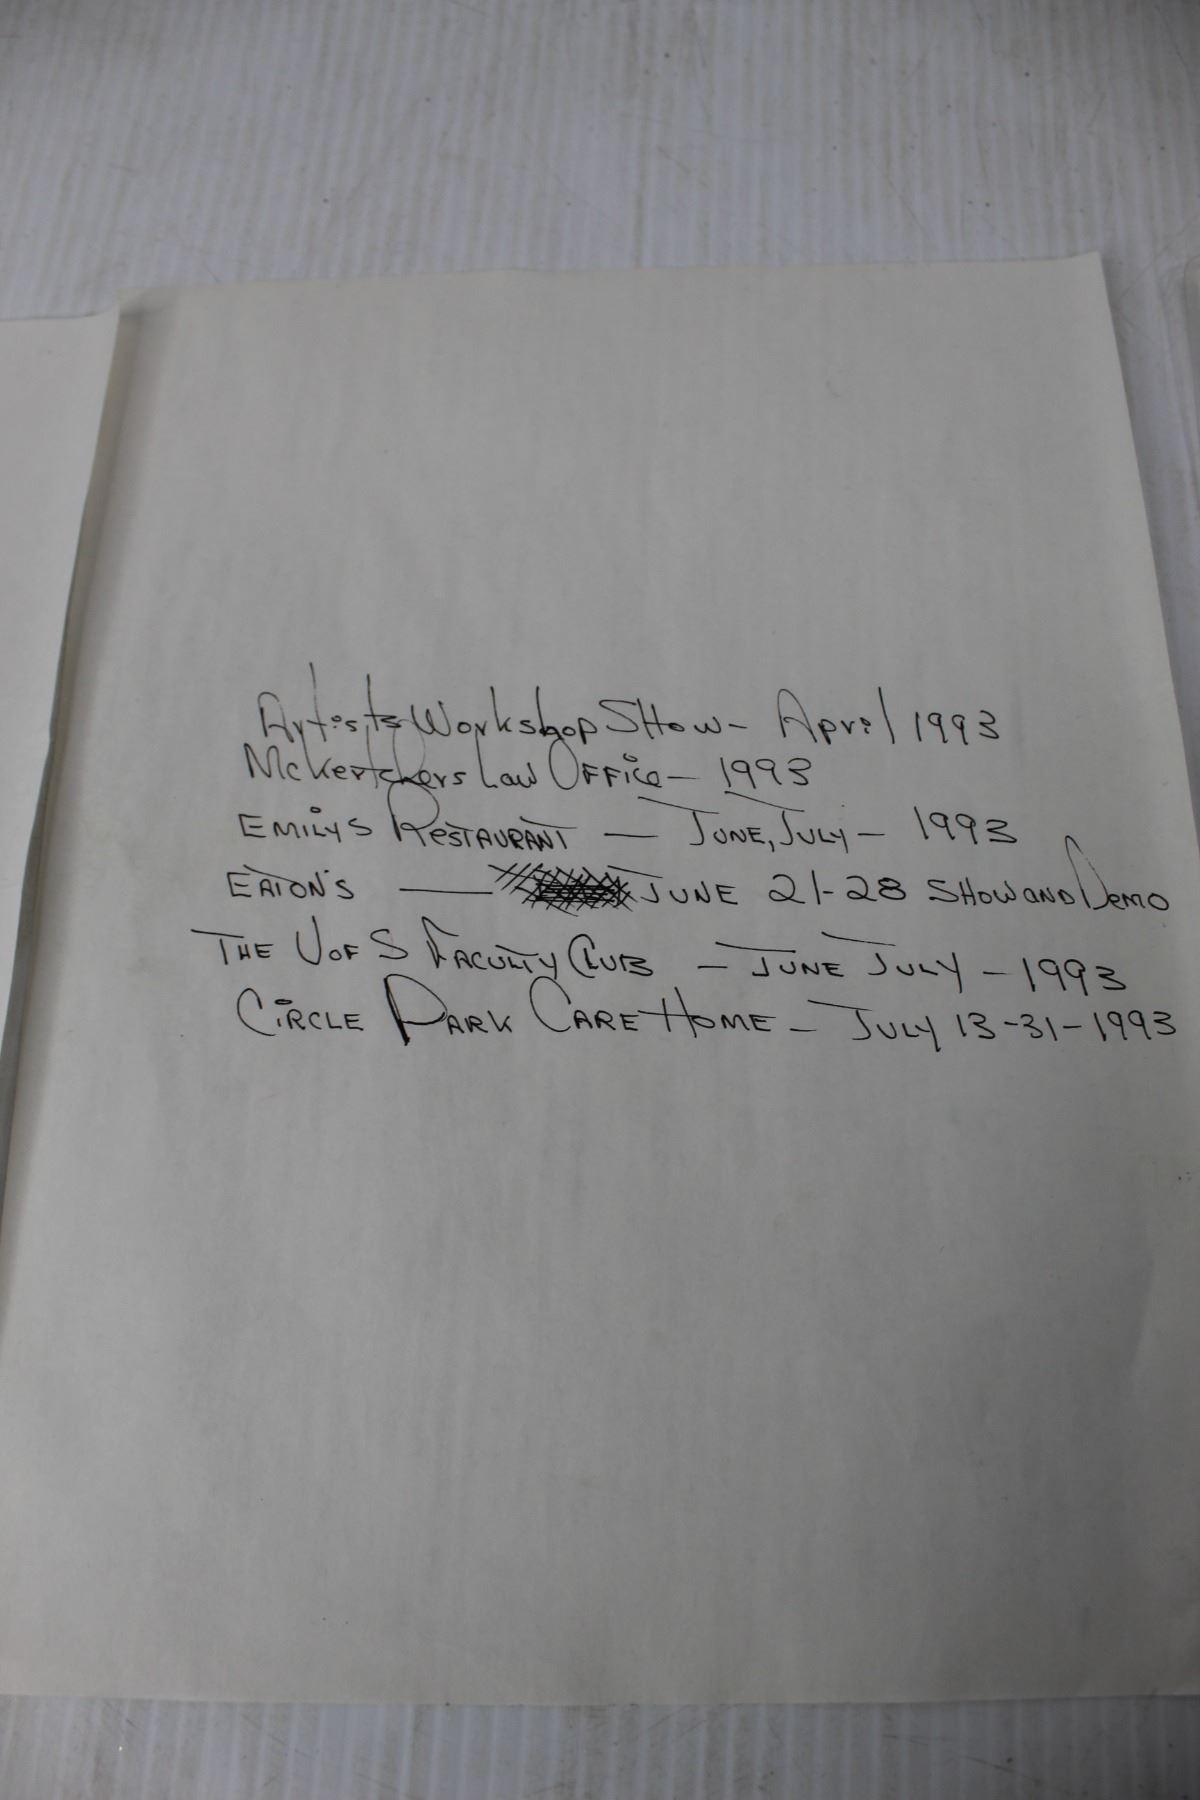 Artists Workshop SHow - April 1993
McKerchers Law OFFice - 1993
EMiLYS RESTAURANT — JUNE, JULY - 1993
EATON'S — JUNE 21-28 SHOW AND DEMO
THE U OF S FACULTY CLUB - JUNE JULY - 1993
CiRCLE PARK CARE HOME - JULY 13-31-1993